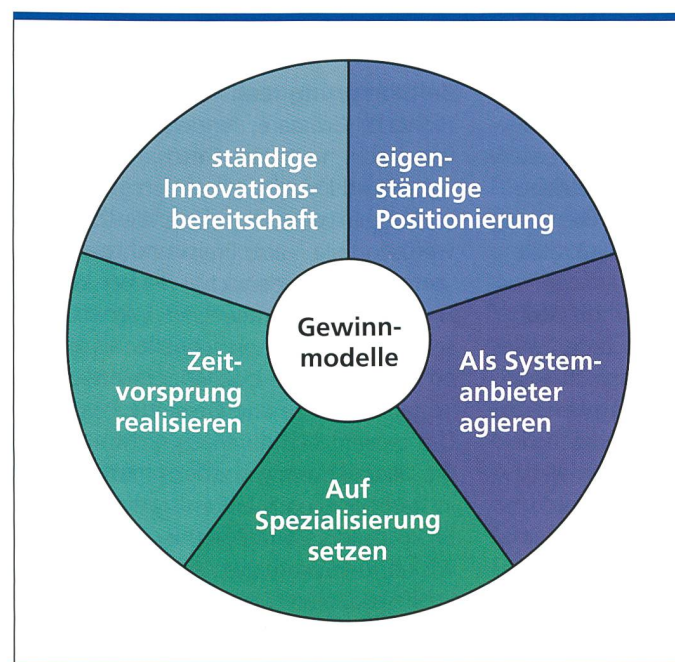 ständige
Innovations-
bereitschaft
eigen-
ständige
Positionierung
Gewinn-
modelle
Zeit-
vorsprung
realisieren
Als System-
anbieter
agieren
Auf
Spezialisierung
setzen